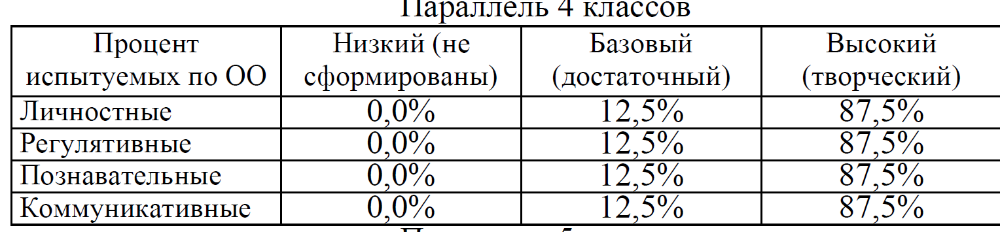 Параллель 4 классов
Процент испытуемых по ОО | Низкий (не сформированы) | Базовый (достаточный) | Высокий (творческий)
Личностные | 0,0% | 12,5% | 87,5%
Регулятивные | 0,0% | 12,5% | 87,5%
Познавательные | 0,0% | 12,5% | 87,5%
Коммуникативные | 0,0% | 12,5% | 87,5%